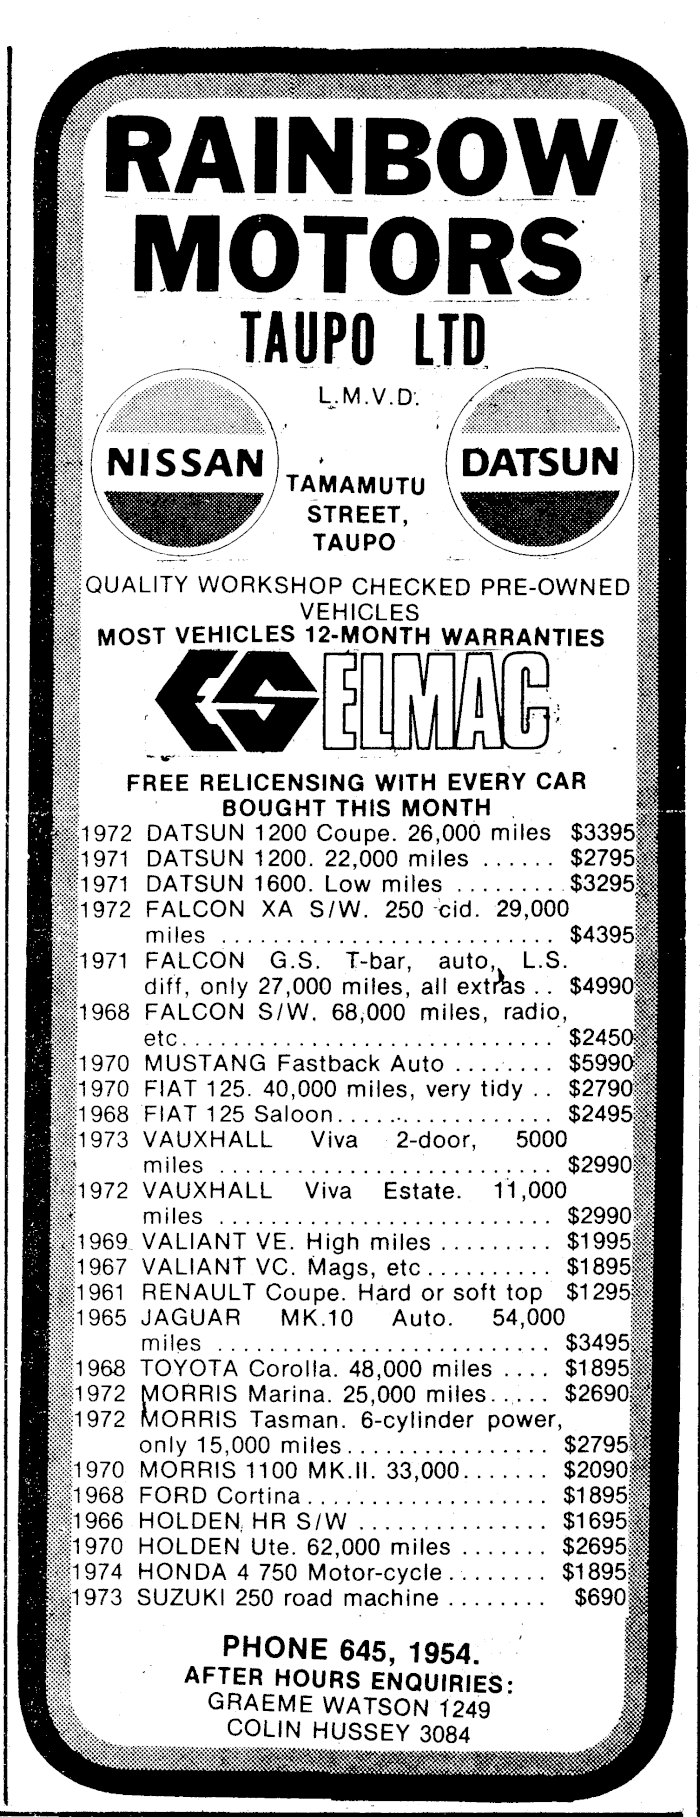 RAINBOW
MOTORS
TAUPO LTD
L.M.V.D.
NISSAN
DATSUN
TAMAMUTU
STREET,
TAUPO
QUALITY WORKSHOP CHECKED PRE-OWNED
VEHICLES
MOST VEHICLES 12-MONTH WARRANTIES
ES ELMAC
FREE RELICENSING WITH EVERY CAR
BOUGHT THIS MONTH
1972 DATSUN 1200 Coupe. 26,000 miles $3395
1971 DATSUN 1200. 22,000 miles ...... $2795
1971 DATSUN 1600. Low miles ......... $3295
1972 FALCON XA S/W. 250 cid. 29,000
miles .......................... $4395
1971 FALCON G.S. T-bar, auto, L.S.
diff, only 27,000 miles, all extras .. $4990
1968 FALCON S/W. 68,000 miles, radio,
etc............................. $2450
1970 MUSTANG Fastback Auto ........ $5990
1970 FIAT 125. 40,000 miles, very tidy .. $2790
1968 FIAT 125 Saloon................. $2495
1973 VAUXHALL Viva 2-door, 5000
miles .......................... $2990
1972 VAUXHALL Viva Estate. 11,000
miles .......................... $2990
1969 VALIANT VE. High miles ......... $1995
1967 VALIANT VC. Mags, etc .......... $1895
1961 RENAULT Coupe. Hard or soft top $1295
1965 JAGUAR MK.10 Auto. 54,000
miles .......................... $3495
1968 TOYOTA Corolla. 48,000 miles .... $1895
1972 MORRIS Marina. 25,000 miles..... $2690
1972 MORRIS Tasman. 6-cylinder power,
only 15,000 miles................ $2795
1970 MORRIS 1100 MK.II. 33,000....... $2090
1968 FORD Cortina................... $1895
1966 HOLDEN HR S/W ............... $1695
1970 HOLDEN Ute. 62,000 miles ....... $2695
1974 HONDA 4 750 Motor-cycle........ $1895
1973 SUZUKI 250 road machine ........ $690
PHONE 645, 1954.
AFTER HOURS ENQUIRIES:
GRAEME WATSON 1249
COLIN HUSSEY 3084